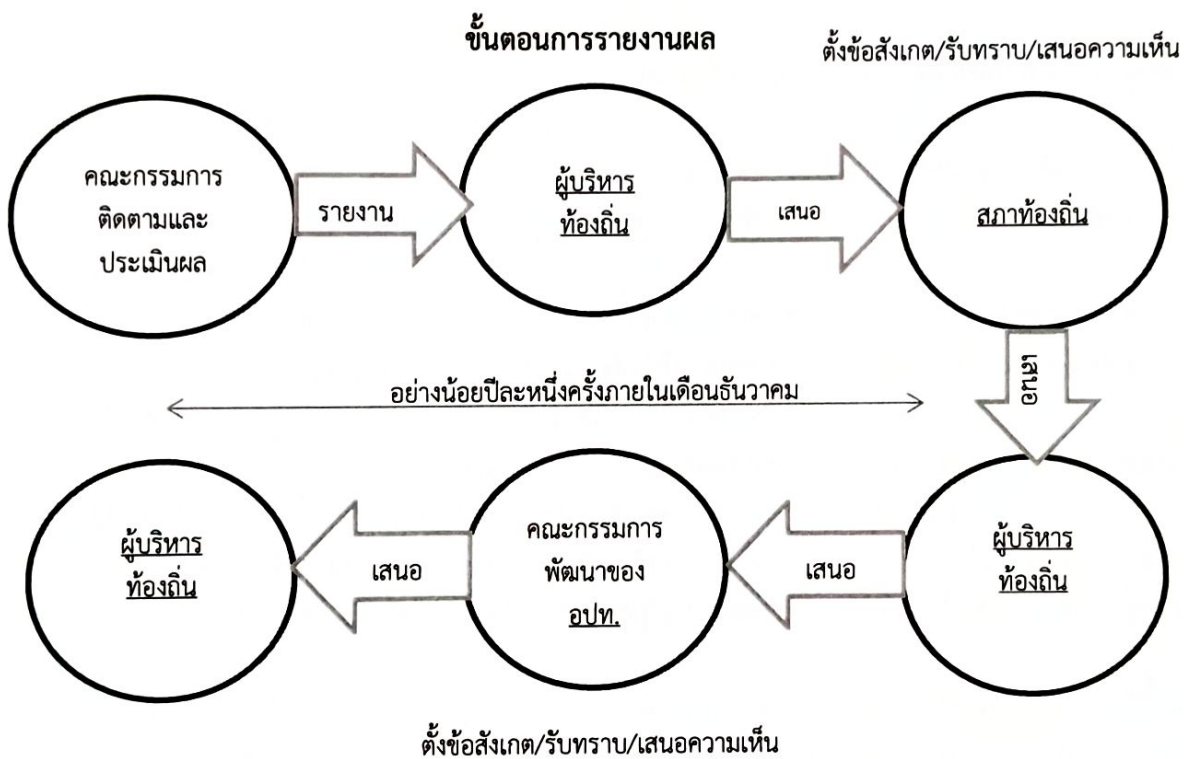 ขั้นตอนการรายงานผล
ตั้งข้อสังเกต/รับทราบ/เสนอความเห็น
คณะกรรมการ
ติดตามและ
ประเมินผล
รายงาน
ผู้บริหาร
ท้องถิ่น
เสนอ
สภาท้องถิ่น
เสนอ
อย่างน้อยปีละหนึ่งครั้งภายในเดือนธันวาคม
ผู้บริหาร
ท้องถิ่น
เสนอ
คณะกรรมการ
พัฒนาของ
อปท.
เสนอ
ผู้บริหาร
ท้องถิ่น
ตั้งข้อสังเกต/รับทราบ/เสนอความเห็น